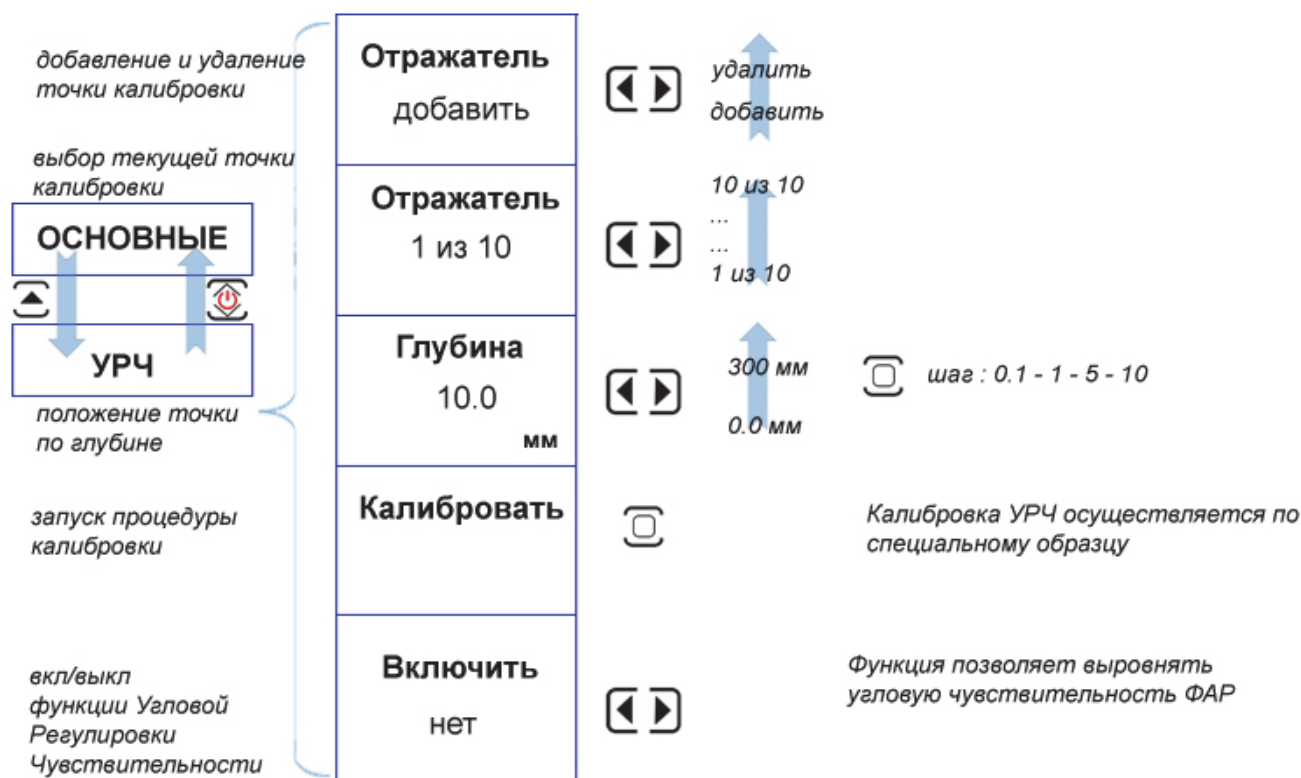 добавление и удаление
точки калибровки
Отражатель
добавить
удалить
добавить
выбор текущей точки
калибровки
Отражатель
1 из 10
10 из 10
...
...
1 из 10
ОСНОВНЫЕ
УРЧ
положение точки
по глубине
Глубина
10.0
мм
300 мм
0.0 мм
шаг : 0.1 - 1 - 5 - 10
запуск процедуры
калибровки
Калибровать
Калибровка УРЧ осуществляется по
специальному образцу
вкл/выкл
функции Угловой
Регулировки
Чувствительности
Включить
нет
Функция позволяет выровнять
угловую чувствительность ФАР